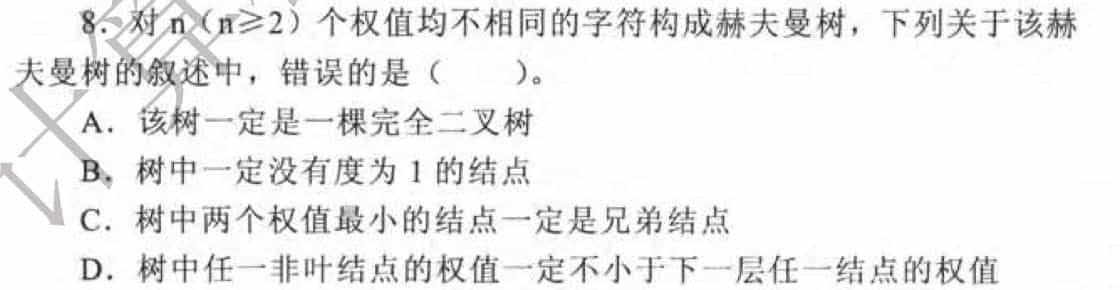 8．对 n（n≥2）个权值均不相同的字符构成赫夫曼树，下列关于该赫
夫曼树的叙述中，错误的是（　　）。
A．该树一定是一棵完全二叉树
B．树中一定没有度为 1 的结点
C．树中两个权值最小的结点一定是兄弟结点
D．树中任一非叶结点的权值一定不小于下一层任一结点的权值